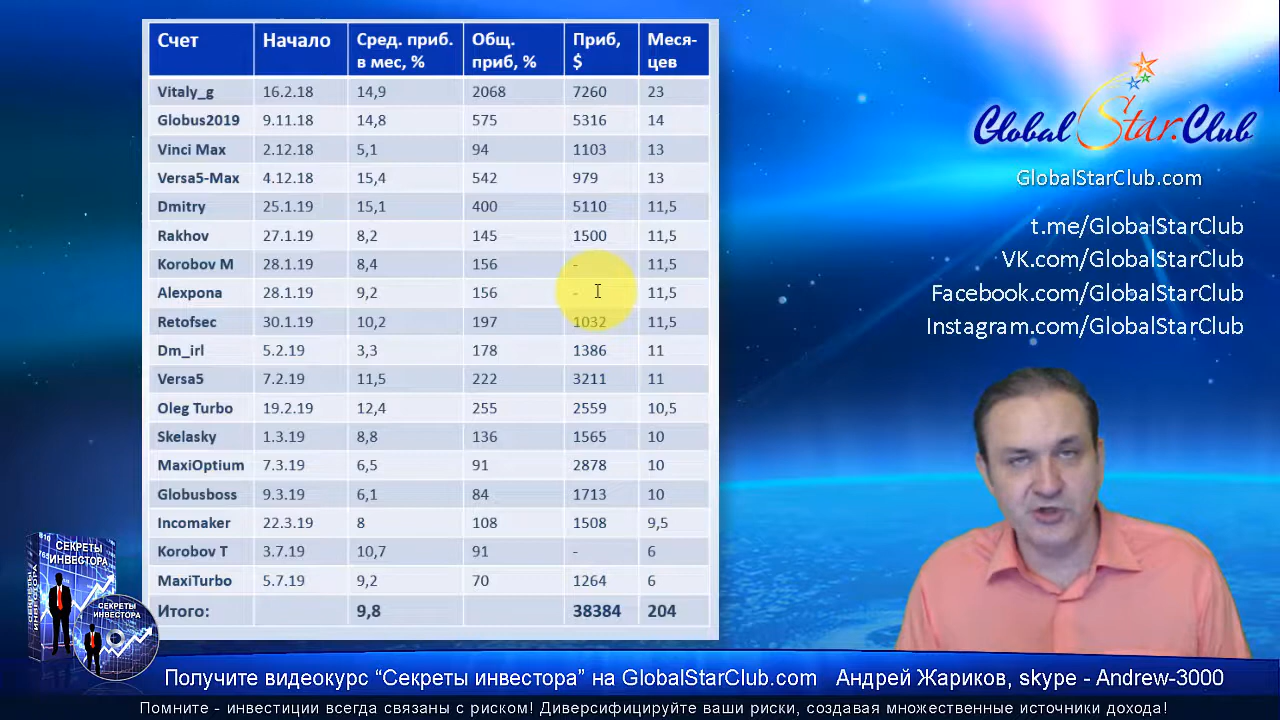 Счет Начало Сред. приб. в мес, % Общ. приб, % Приб, $ Меся-цев
Vitaly_g 16.2.18 14,9 2068 7260 23
Globus2019 9.11.18 14,8 575 5316 14
Vinci Max 2.12.18 5,1 94 1103 13
Versa5-Max 4.12.18 15,4 542 979 13
Dmitry 25.1.19 15,1 400 5110 11,5
Rakhov 27.1.19 8,2 145 1500 11,5
Korobov M 28.1.19 8,4 156 - 11,5
Alexpona 28.1.19 9,2 156 - 11,5
Retofsec 30.1.19 10,2 197 1032 11,5
Dm_irl 5.2.19 3,3 178 1386 11
Versa5 7.2.19 11,5 222 3211 11
Oleg Turbo 19.2.19 12,4 255 2559 10,5
Skelasky 1.3.19 8,8 136 1565 10
MaxiOptium 7.3.19 6,5 91 2878 10
Globusboss 9.3.19 6,1 84 1713 10
Incomaker 22.3.19 8 108 1508 9,5
Korobov T 3.7.19 10,7 91 - 6
MaxiTurbo 5.7.19 9,2 70 1264 6
Итого: 9,8 38384 204
Global Star.Club
GlobalStarClub.com
t.me/GlobalStarClub
VK.com/GlobalStarClub
Facebook.com/GlobalStarClub
Instagram.com/GlobalStarClub
СЕКРЕТЫ
ИНВЕСТОРА
СЕКРЕТЫ
ИНВЕСТОРА
Получите видеокурс “Секреты инвестора” на GlobalStarClub.com Андрей Жариков, skype - Andrew-3000
Помните - инвестиции всегда связаны с риском! Диверсифицируйте ваши риски, создавая множественные источники дохода!